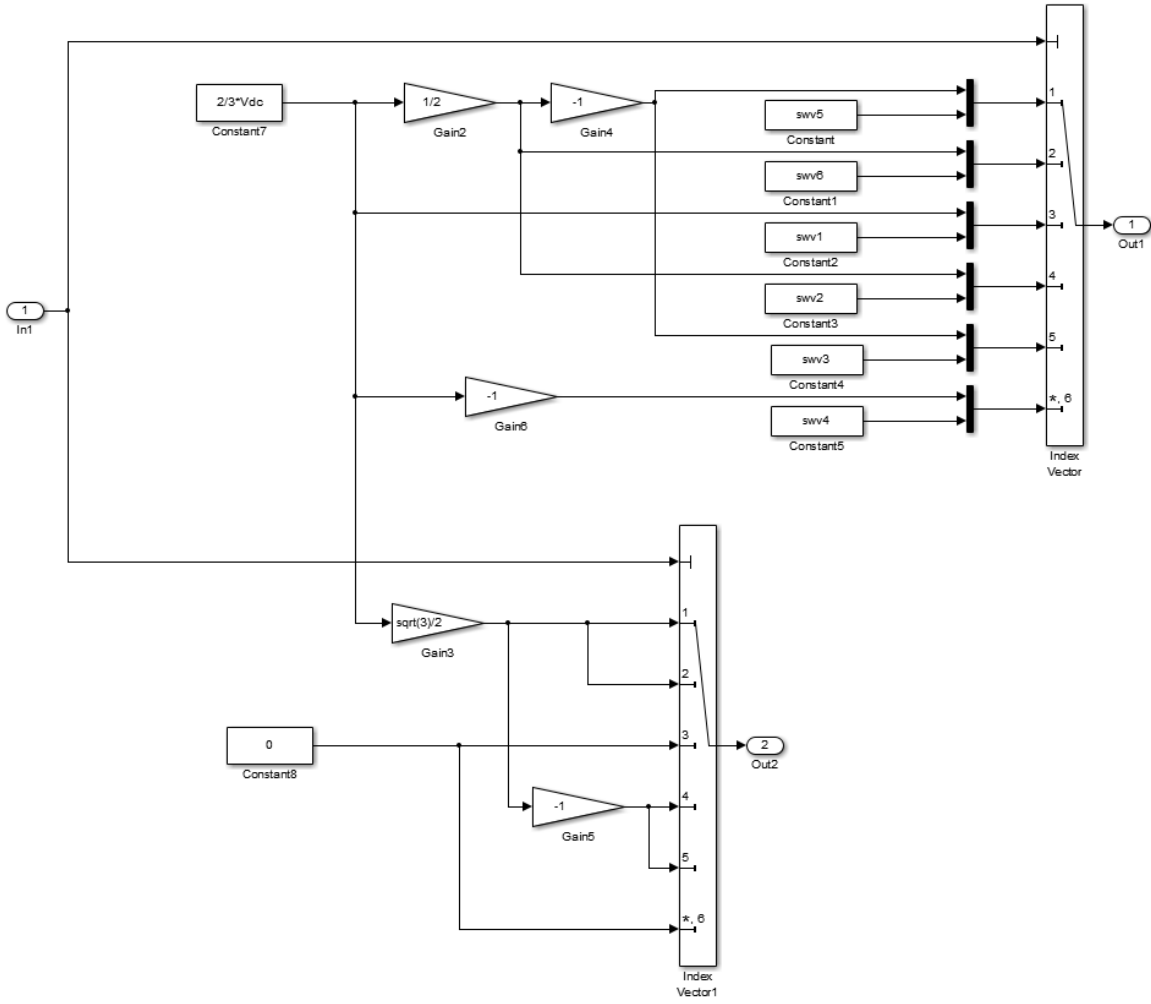 2/3*Vdc
Constant7
1/2
Gain2
-1
Gain4
swv5
Constant
swv6
Constant1
swv1
Constant2
swv2
Constant3
swv3
Constant4
swv4
Constant5
1
2
3
4
5
*, 6
Index
Vector
1
Out1
1
In1
-1
Gain6
sqrt(3)/2
Gain3
0
Constant8
-1
Gain5
1
2
3
4
5
*, 6
Index
Vector1
2
Out2